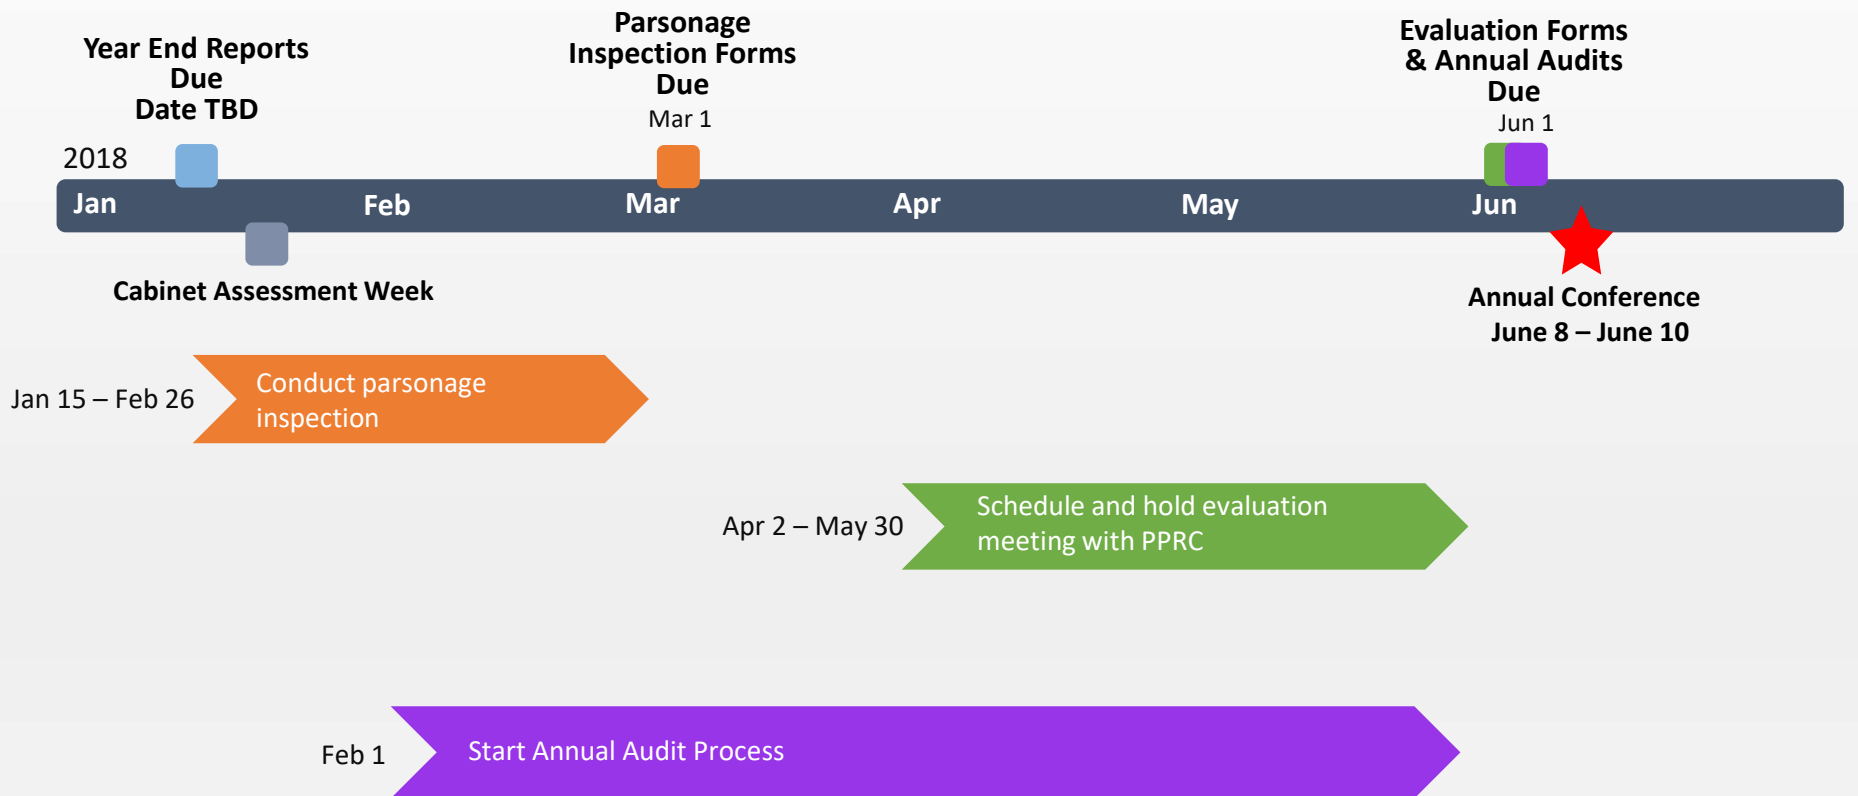 Year End Reports
Due
Date TBD
Parsonage
Inspection Forms
Due
Mar 1
Evaluation Forms
& Annual Audits
Due
Jun 1
2018
Jan Feb Mar Apr May Jun
Cabinet Assessment Week
Annual Conference
June 8 – June 10
Jan 15 – Feb 26
Conduct parsonage
inspection
Apr 2 – May 30
Schedule and hold evaluation
meeting with PPRC
Feb 1
Start Annual Audit Process